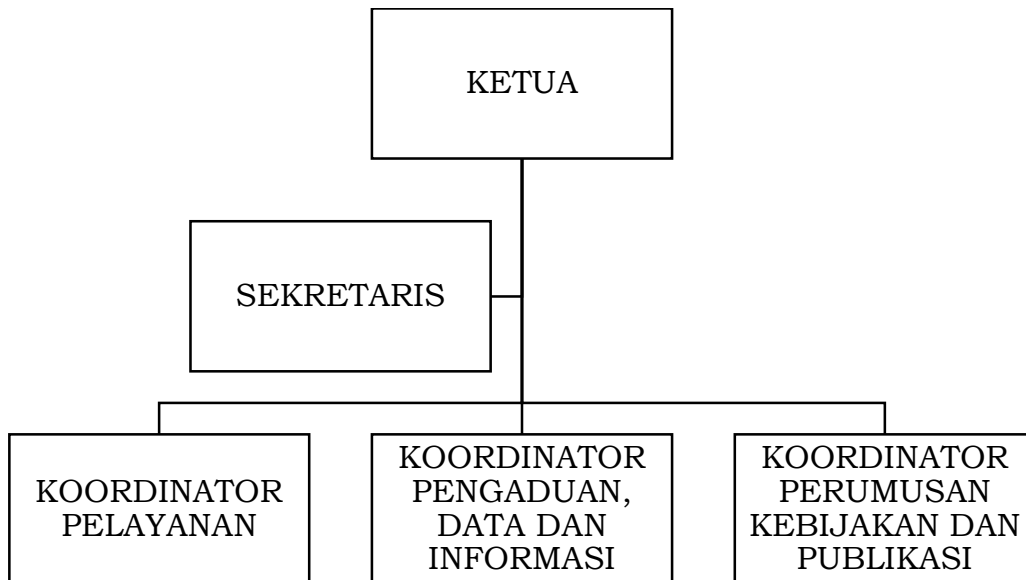 KETUA
SEKRETARIS
KOORDINATOR
PELAYANAN
KOORDINATOR
PENGADUAN,
DATA DAN
INFORMASI
KOORDINATOR
PERUMUSAN
KEBIJAKAN DAN
PUBLIKASI